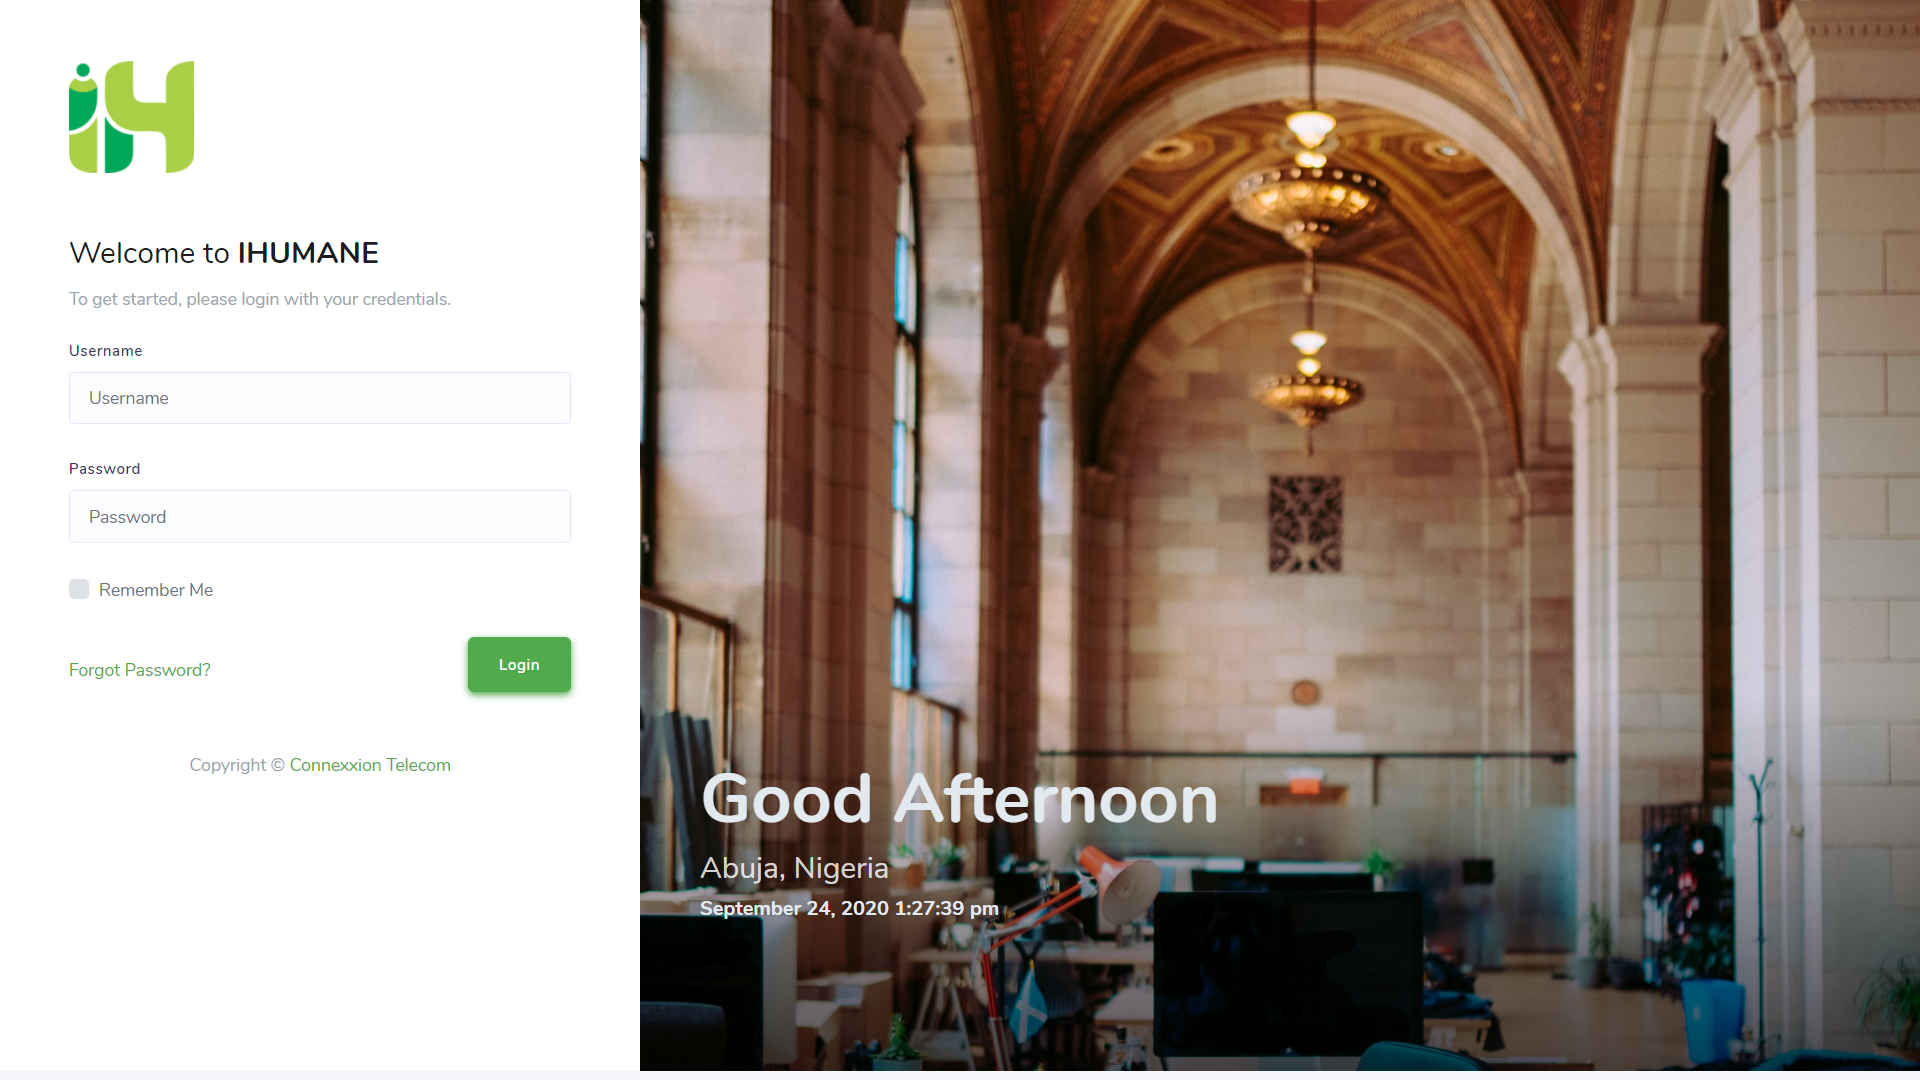 iH
Welcome to IHUMANE
To get started, please login with your credentials.
Username
Username
Password
Password
Remember Me
Forgot Password?
Login
Copyright © Connexxion Telecom
Good Afternoon
Abuja, Nigeria
September 24, 2020 1:27:39 pm